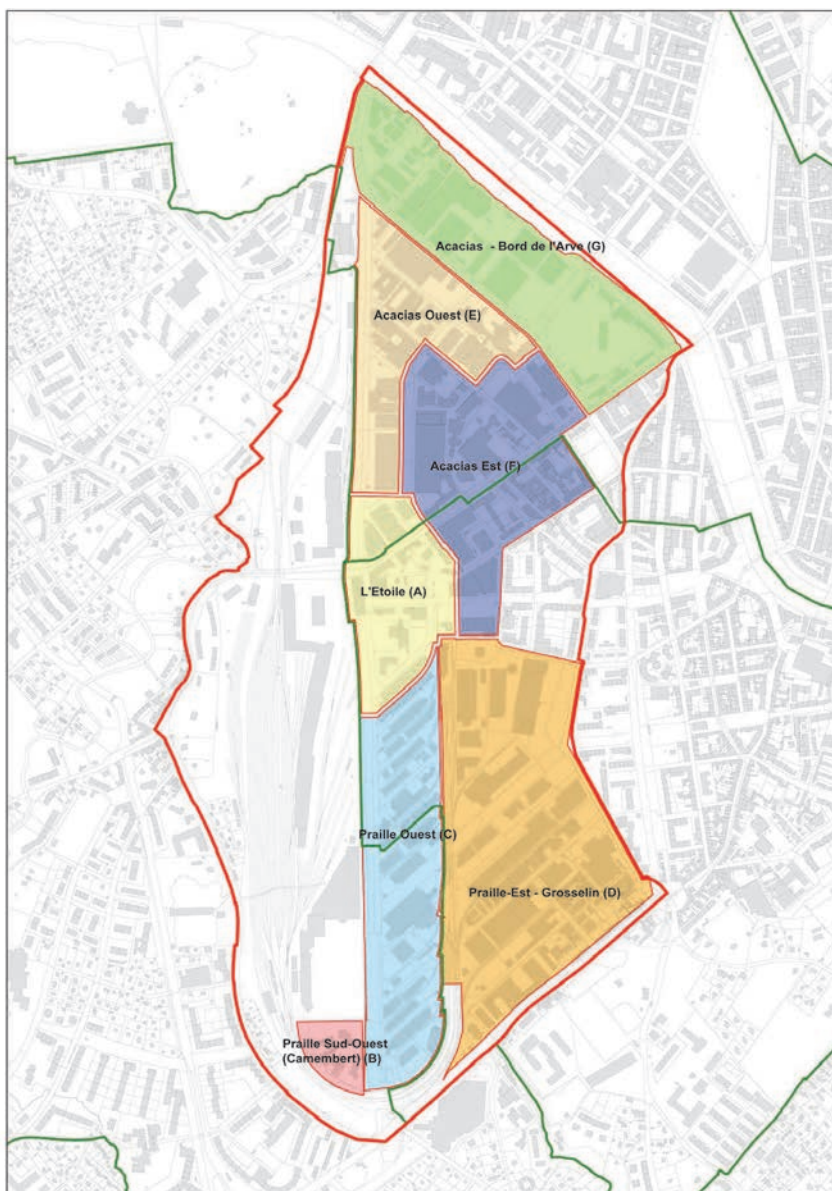 Acacias - Bord de l'Arve (G)
Acacias Ouest (E)
Acacias Est (F)
L'Etoile (A)
Praille Ouest (C)
Praille-Est - Grosselin (D)
Praille Sud-Ouest
(Camembert) (B)